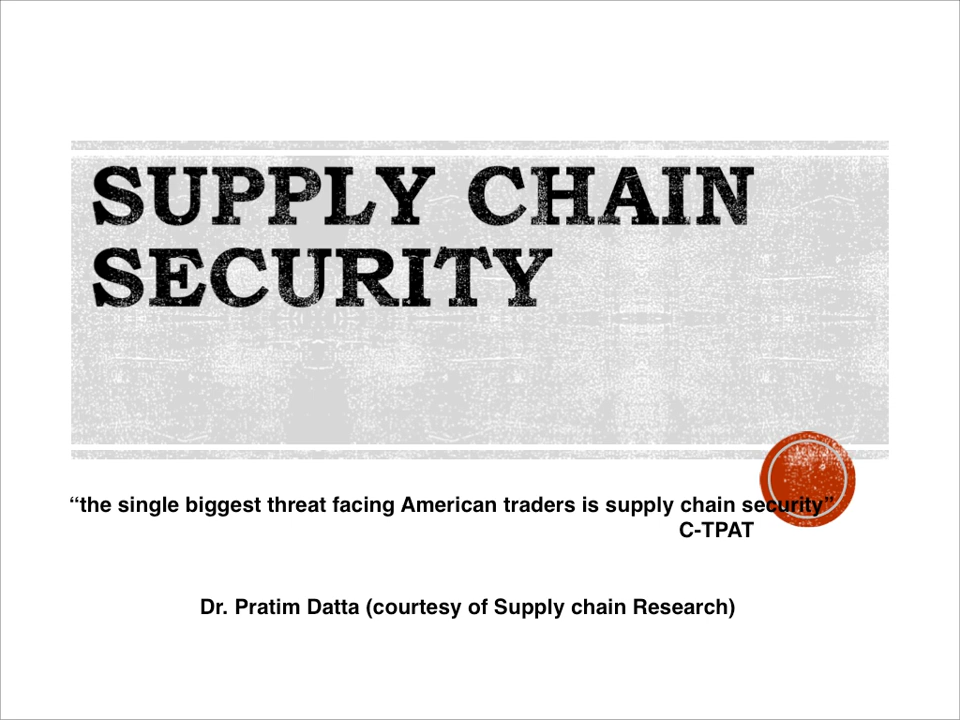 SUPPLY CHAIN
SECURITY
“the single biggest threat facing American traders is supply chain security”
C-TPAT
Dr. Pratim Datta (courtesy of Supply chain Research)